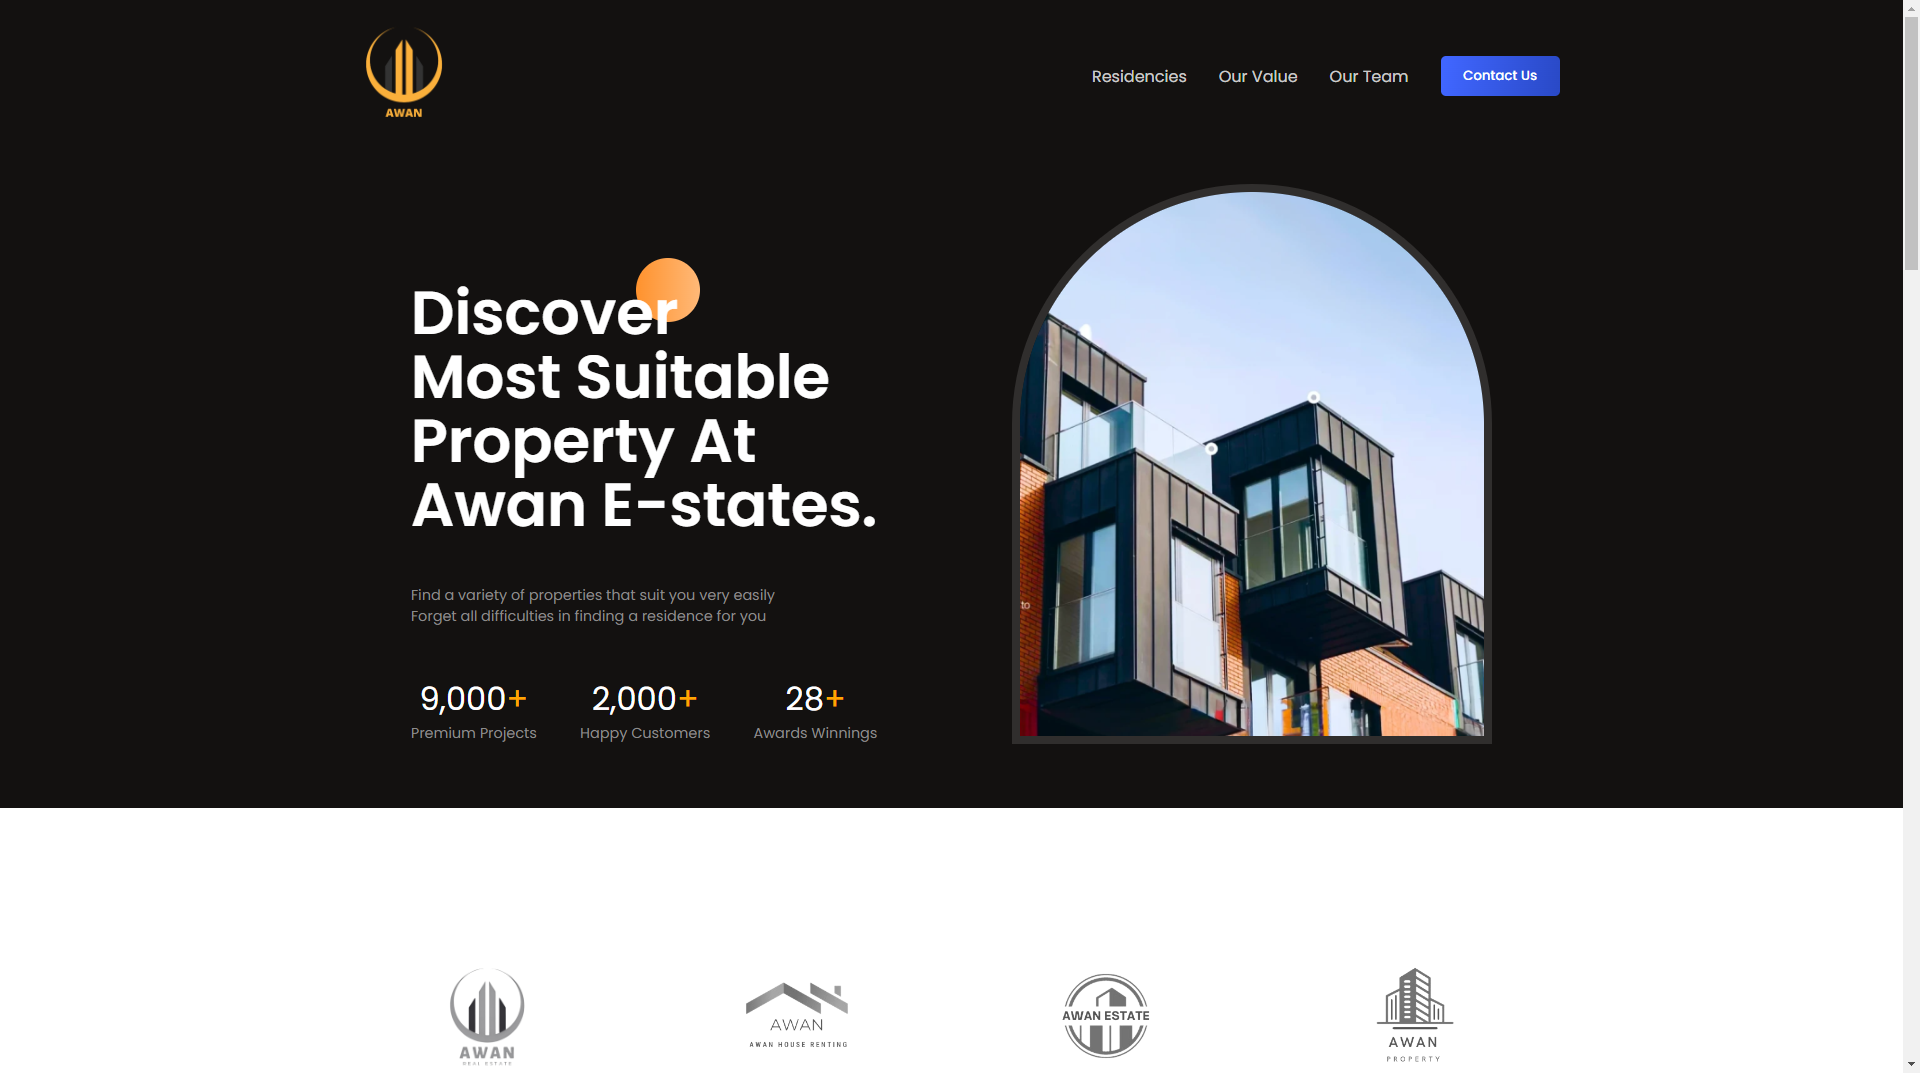 AWAN
Residencies
Our Value
Our Team
Contact Us
Discover
Most Suitable
Property At
Awan E-states.
Find a variety of properties that suit you very easily
Forget all difficulties in finding a residence for you
9,000+
Premium Projects
2,000+
Happy Customers
28+
Awards Winnings
to
AWAN
REAL ESTATE
AWAN
AWAN HOUSE RENTING
AWAN ESTATE
AWAN
PROPERTY